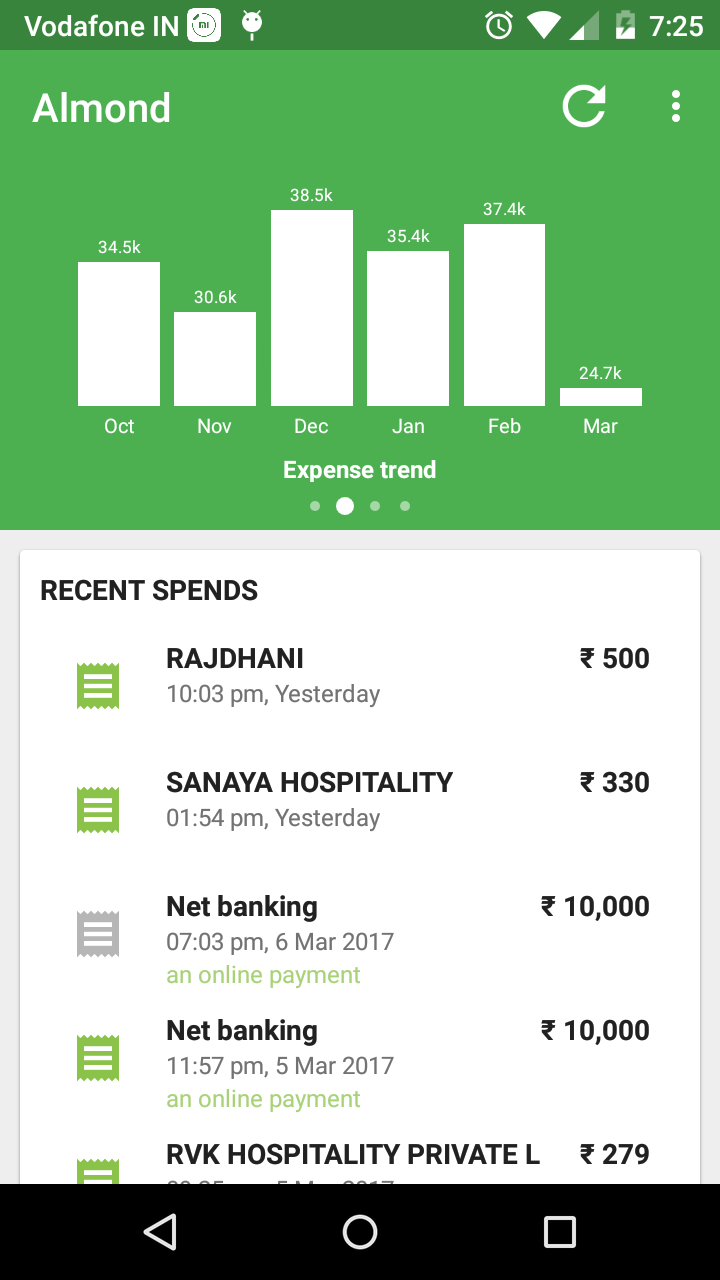 Vodafone IN 7:25
Almond
38.5k
37.4k
35.4k
34.5k
30.6k
24.7k
Oct Nov Dec Jan Feb Mar
Expense trend
RECENT SPENDS
RAJDHANI ₹ 500
10:03 pm, Yesterday
SANAYA HOSPITALITY ₹ 330
01:54 pm, Yesterday
Net banking ₹ 10,000
07:03 pm, 6 Mar 2017
an online payment
Net banking ₹ 10,000
11:57 pm, 5 Mar 2017
an online payment
RVK HOSPITALITY PRIVATE L ₹ 279